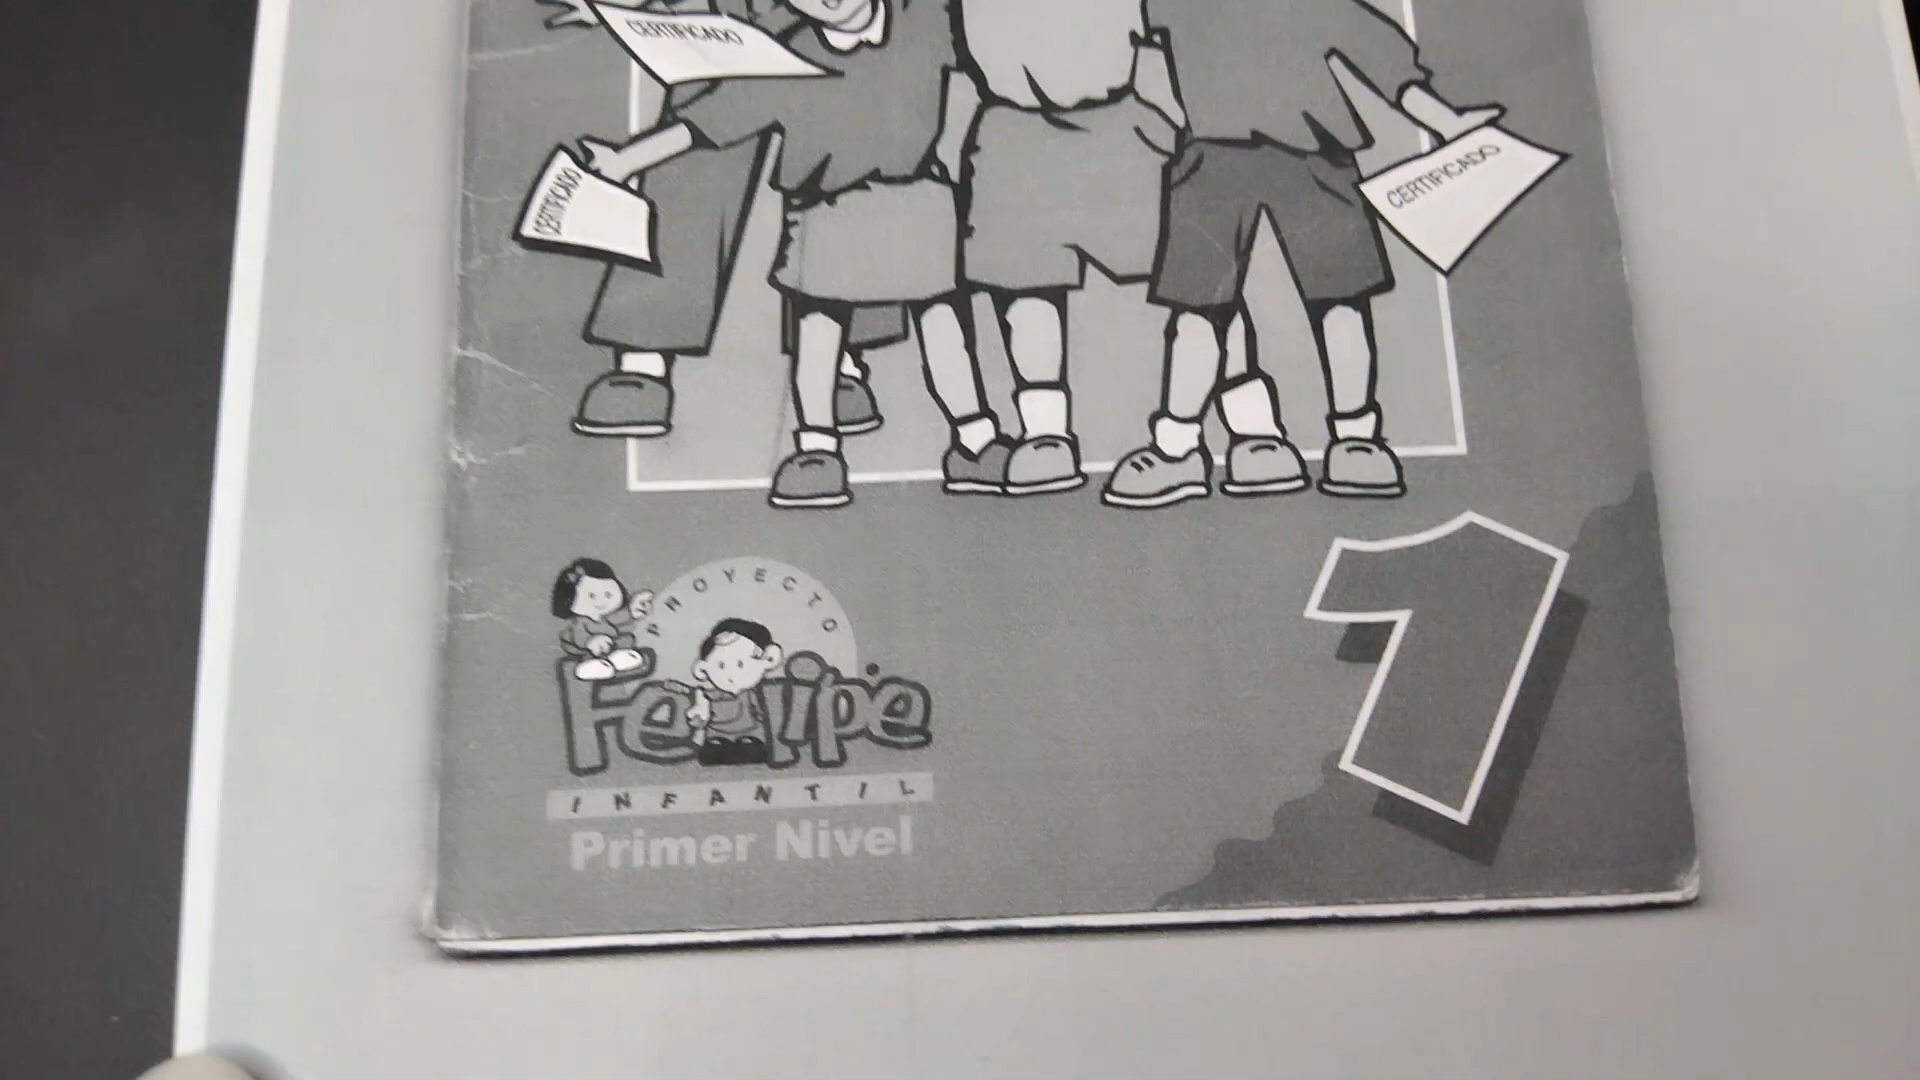 CERTIFICADO
CERTIFICADO
CERTIFICADO
PROYECTO
Felipe
INFANTIL
Primer Nivel
1